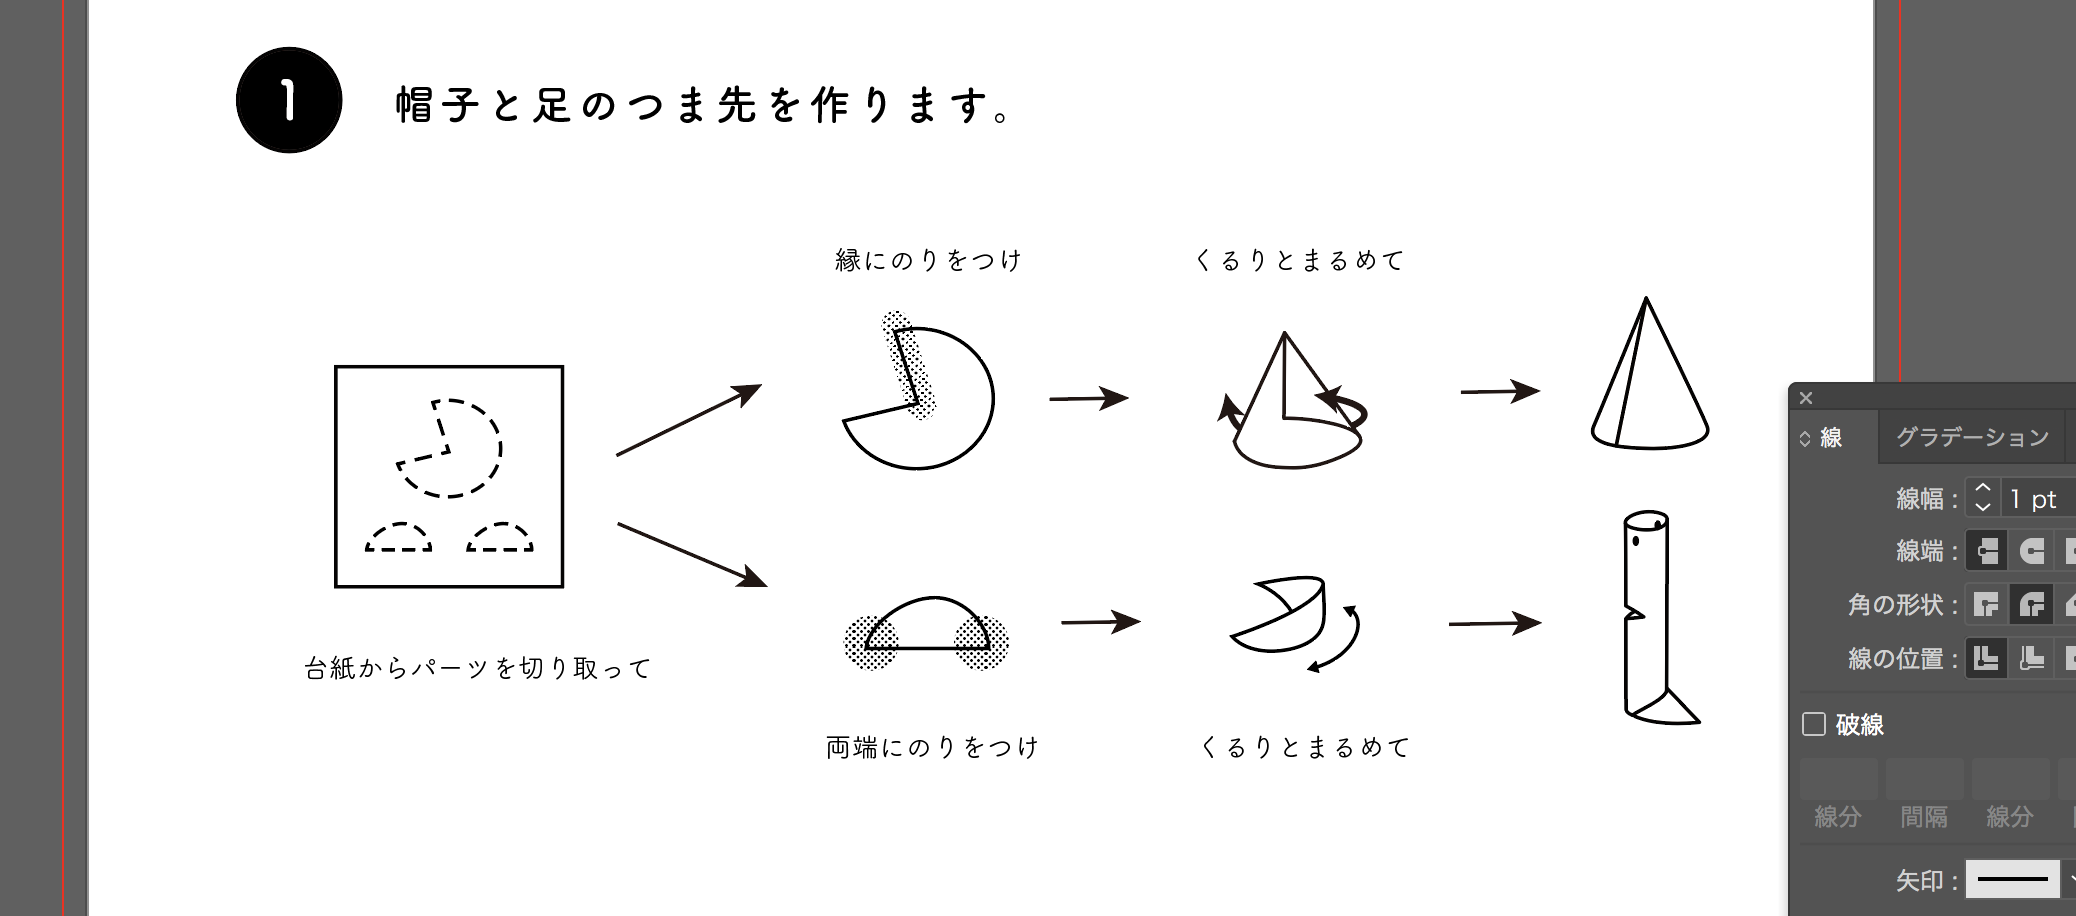 1
帽子と足のつま先を作ります。
縁にのりをつけ
くるりとまるめて
台紙からパーツを切り取って
両端にのりをつけ
くるりとまるめて
線
グラデーション
線幅：
1 pt
線端：
角の形状：
線の位置：
破線
線分
間隔
線分
矢印：